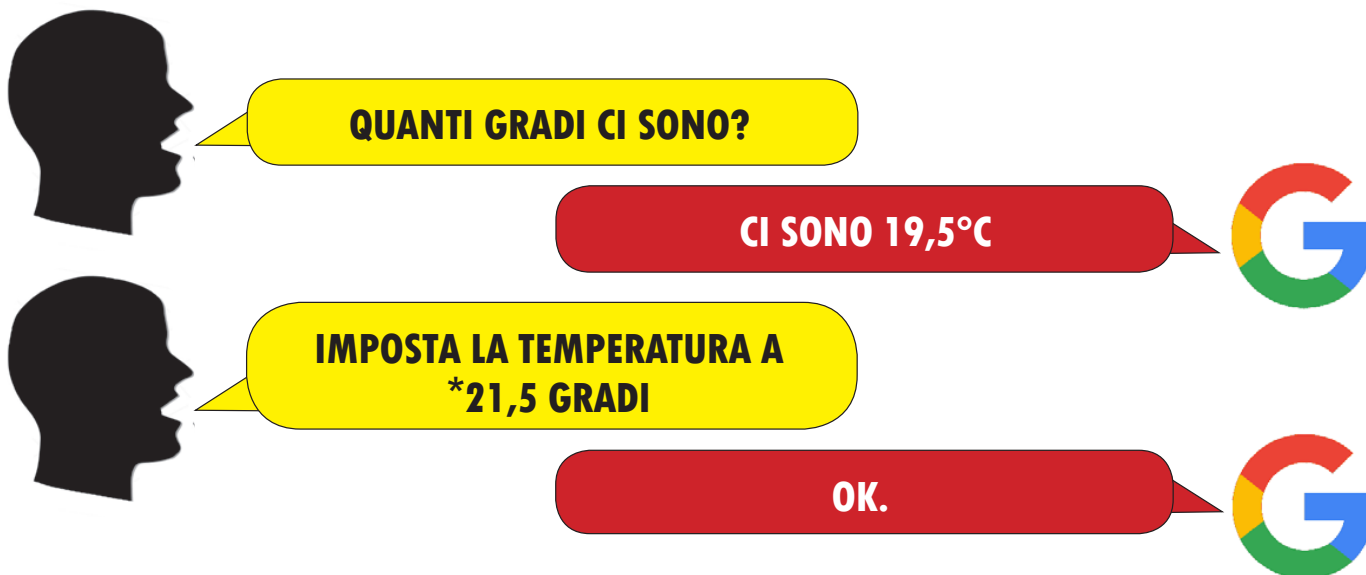 QUANTI GRADI CI SONO?
CI SONO 19,5°C
IMPOSTA LA TEMPERATURA A
*21,5 GRADI
OK.